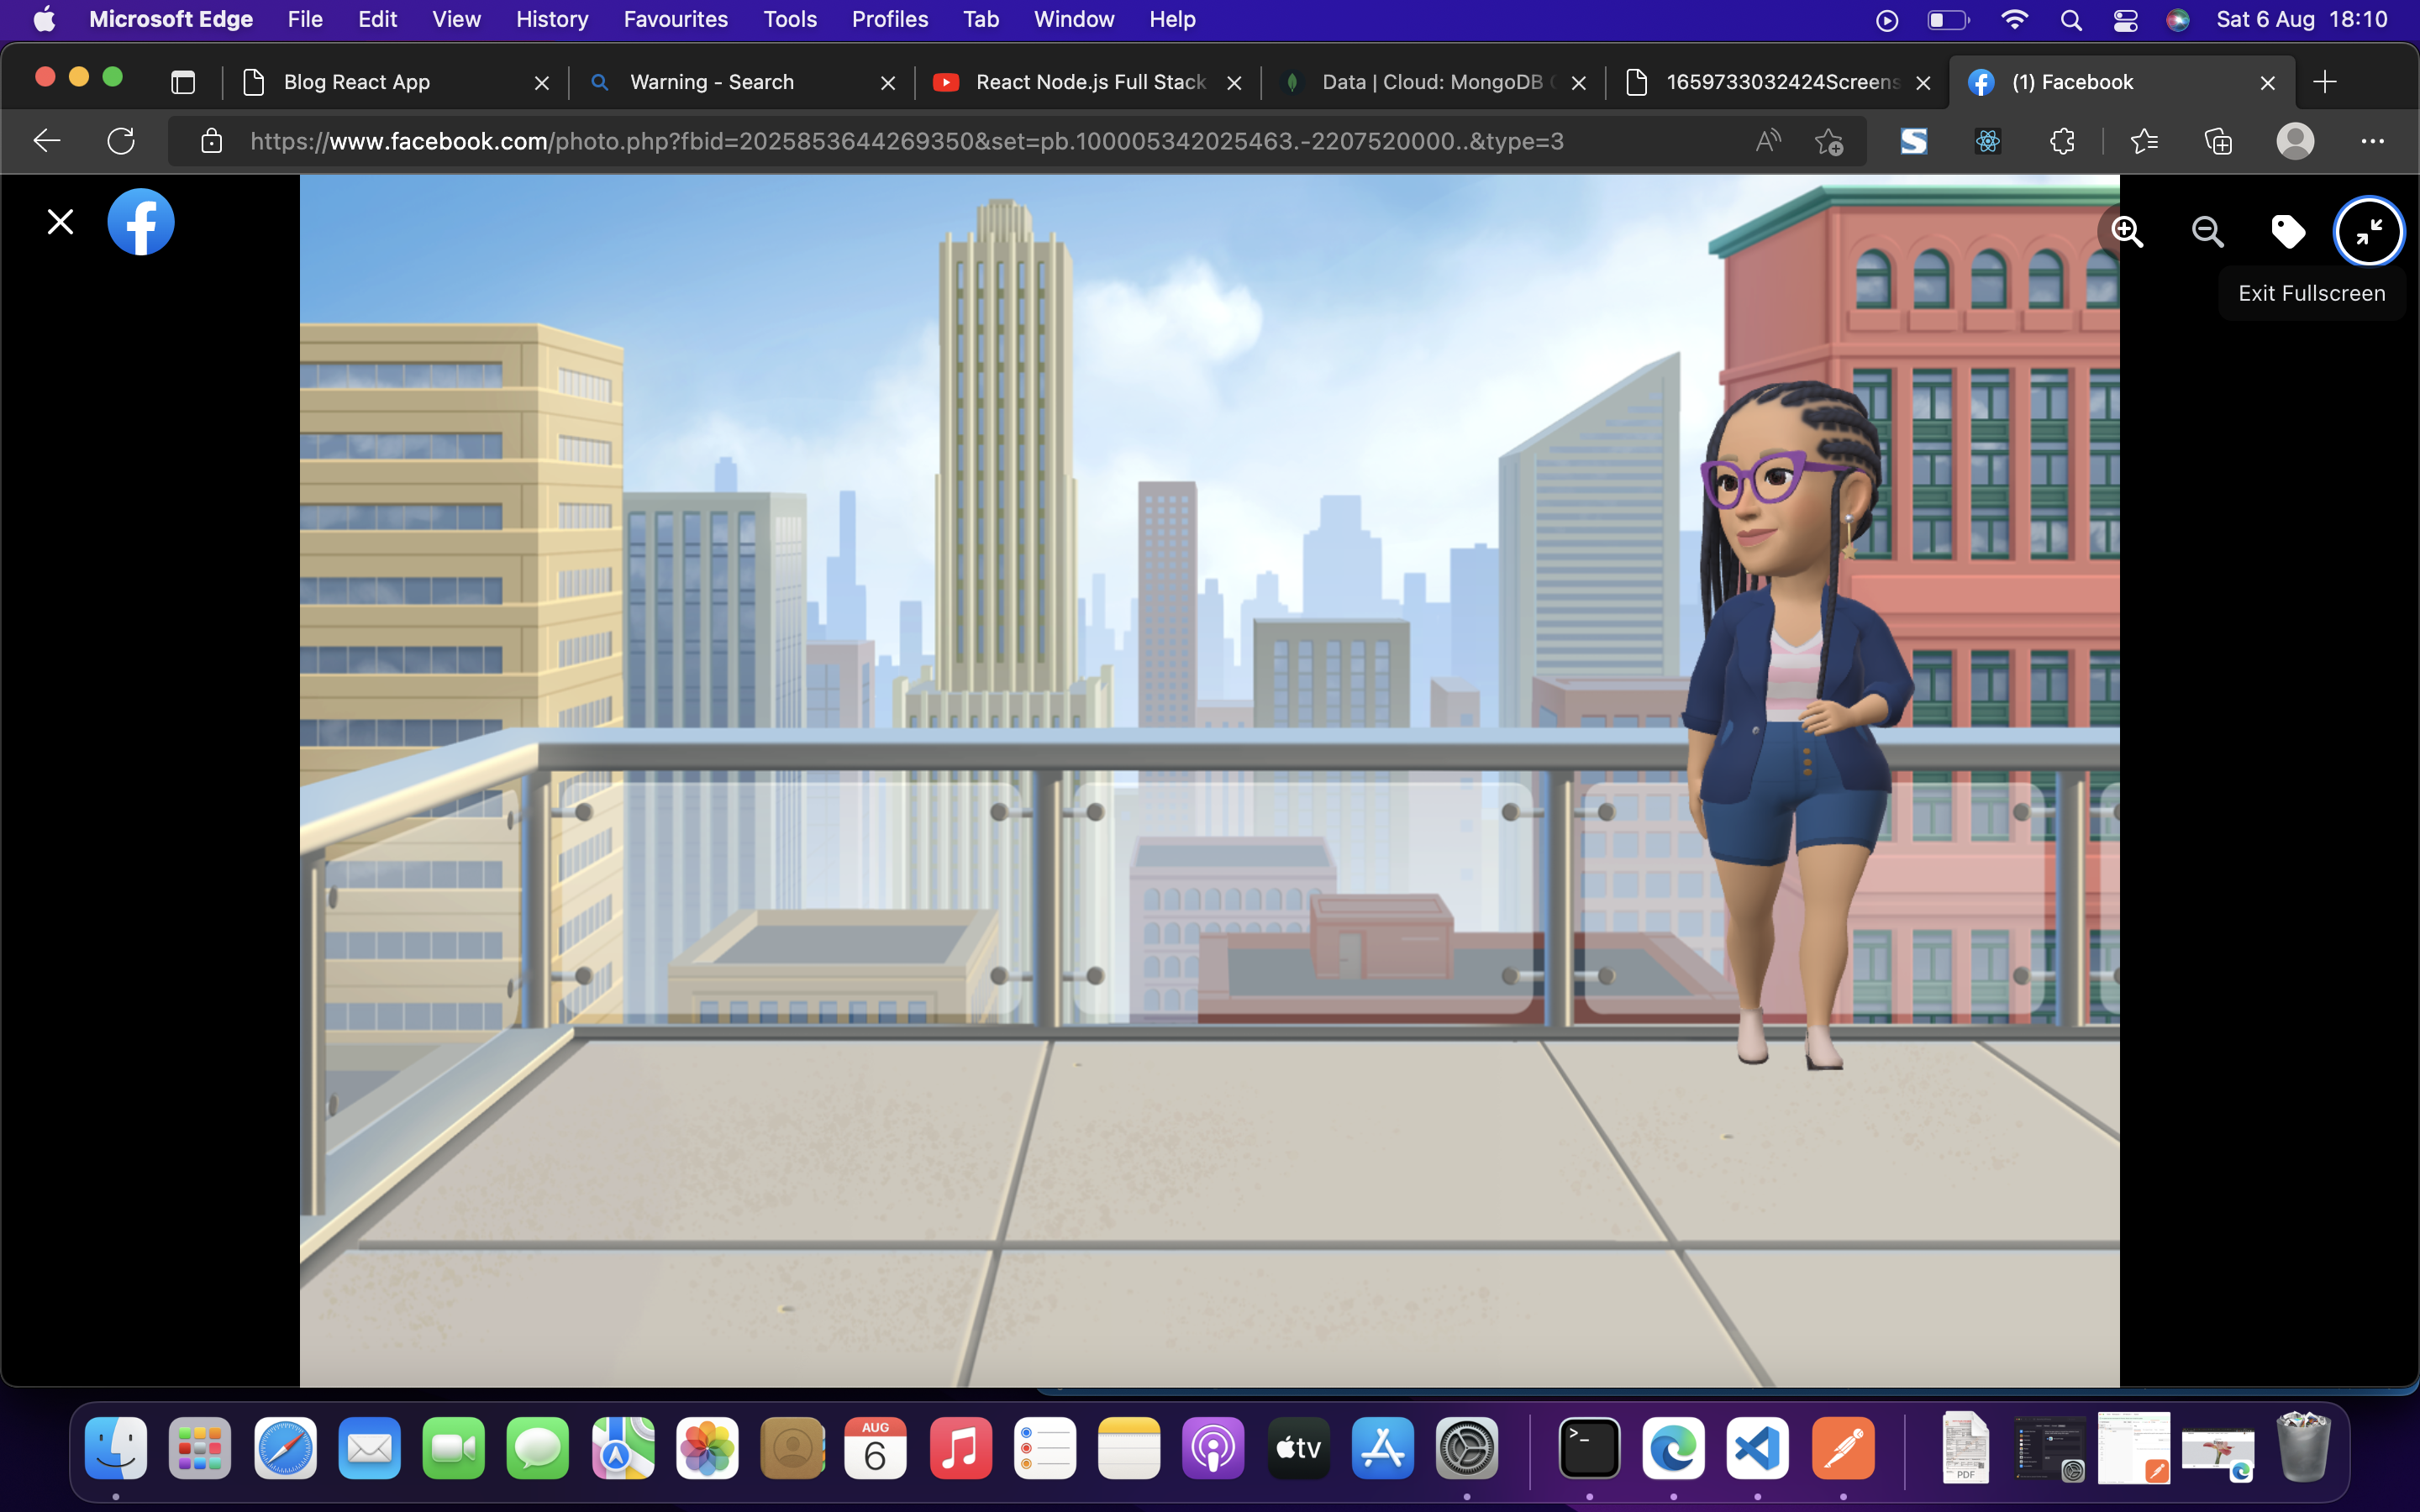 Microsoft Edge File Edit View History Favourites Tools Profiles Tab Window Help Sat 6 Aug 18:10
Blog React App Warning - Search React Node.js Full Stack Data | Cloud: MongoDB 1659733032424Screens (1) Facebook
https://www.facebook.com/photo.php?fbid=2025853644269350&set=pb.100005342025463.-2207520000..&type=3
Exit Fullscreen
AUG
6
tv
PDF